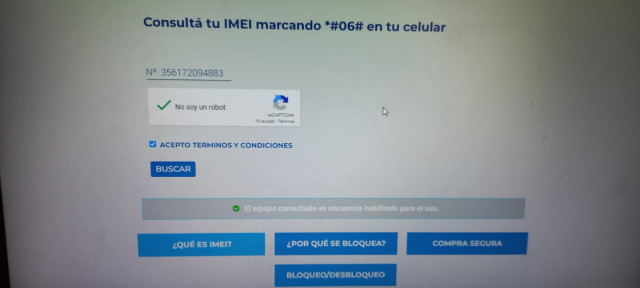 Consultá tu IMEI marcando *#06# en tu celular
Nº 356172094883
No soy un robot
reCAPTCHA
Privacidad - Términos
ACEPTO TERMINOS Y CONDICIONES
BUSCAR
El equipo consultado se encuentra habilitado para el uso.
¿QUÉ ES IMEI?
¿POR QUÉ SE BLOQUEA?
COMPRA SEGURA
BLOQUEO/DESBLOQUEO